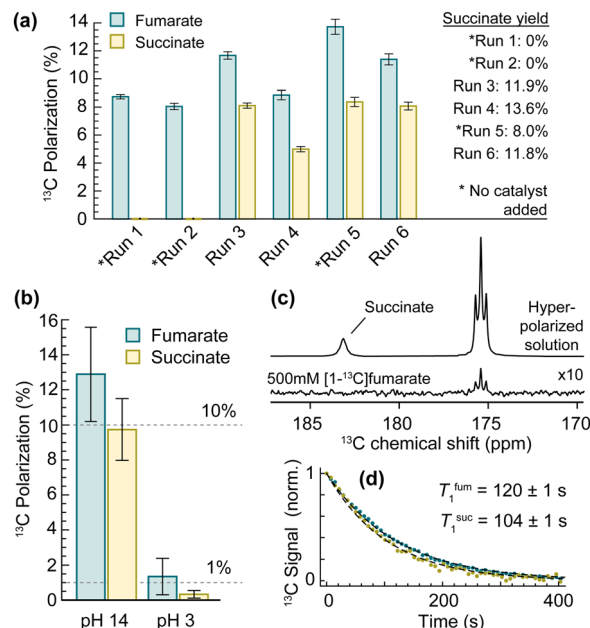 (a)
Fumarate
Succinate
¹³C Polarization (%)
14
12
10
8
6
4
2
0
*Run 1
*Run 2
Run 3
Run 4
*Run 5
Run 6
Succinate yield
*Run 1: 0%
*Run 2: 0%
Run 3: 11.9%
Run 4: 13.6%
*Run 5: 8.0%
Run 6: 11.8%
* No catalyst
added
(b)
Fumarate
Succinate
¹³C Polarization (%)
16
14
12
10
8
6
4
2
0
10%
1%
pH 14
pH 3
(c)
Succinate
Hyper-
polarized
solution
500mM [1-¹³C]fumarate
x10
185
180
175
170
¹³C chemical shift (ppm)
(d)
¹³C Signal (norm.)
1
0
T₁ᶠᵘᵐ = 120 ± 1 s
T₁ˢᵘᶜ = 104 ± 1 s
0
200
400
Time (s)